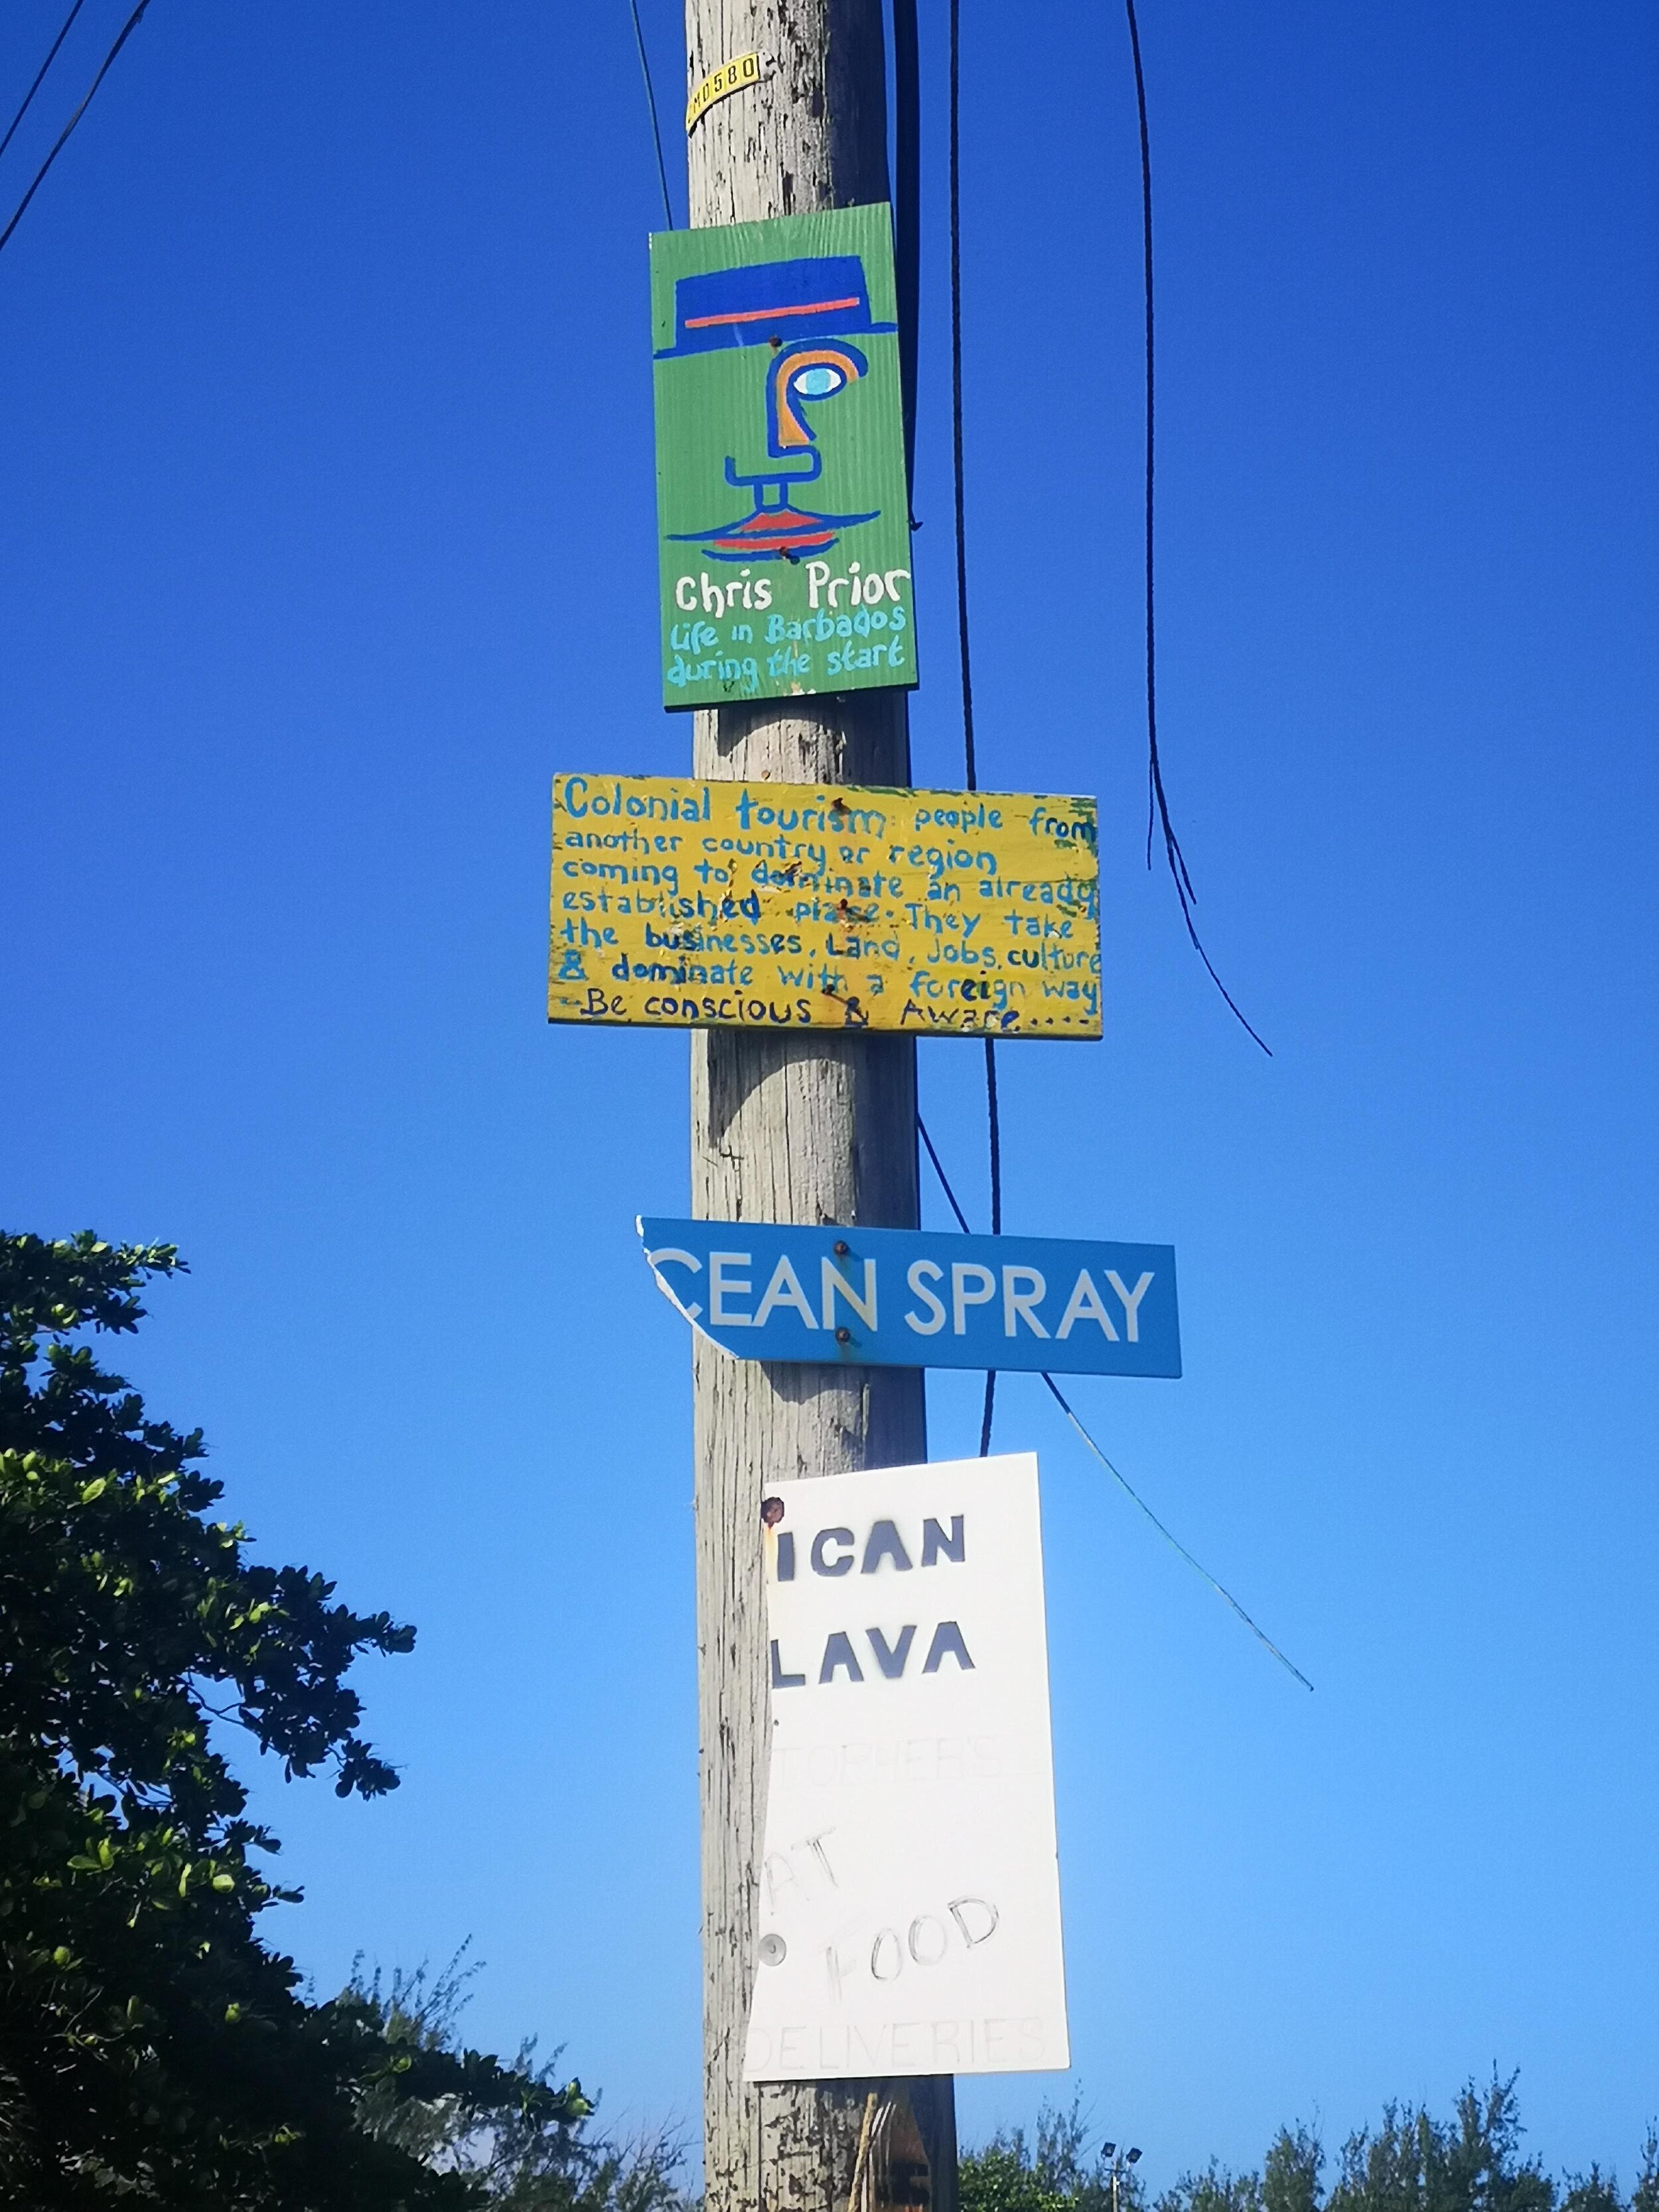 M0580
Chris Prior
Life in Barbados
during the start
Colonial tourism: people from
another country or region
coming to dominate an already
established place. They take
the businesses, Land, Jobs, culture
& dominate with a foreign way
-Be conscious & Aware....
CEAN SPRAY
ICAN
LAVA
TOPHER'S
AT
FOOD
DELIVERIES